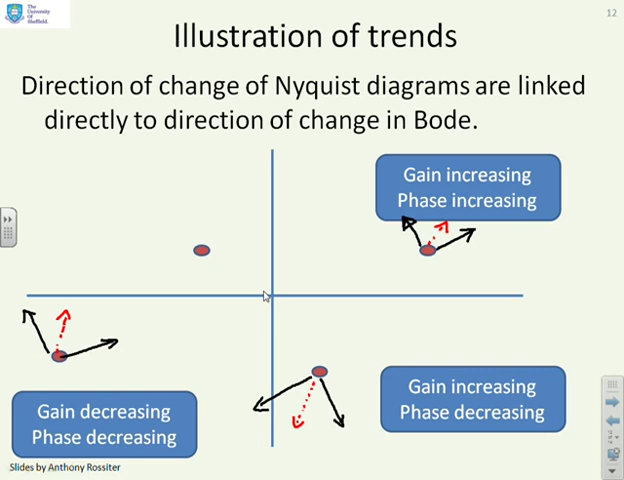 The
University
Of
Sheffield.
12
Illustration of trends
Direction of change of Nyquist diagrams are linked
directly to direction of change in Bode.
Gain increasing
Phase increasing
Gain decreasing
Phase decreasing
Gain increasing
Phase decreasing
Slides by Anthony Rossiter